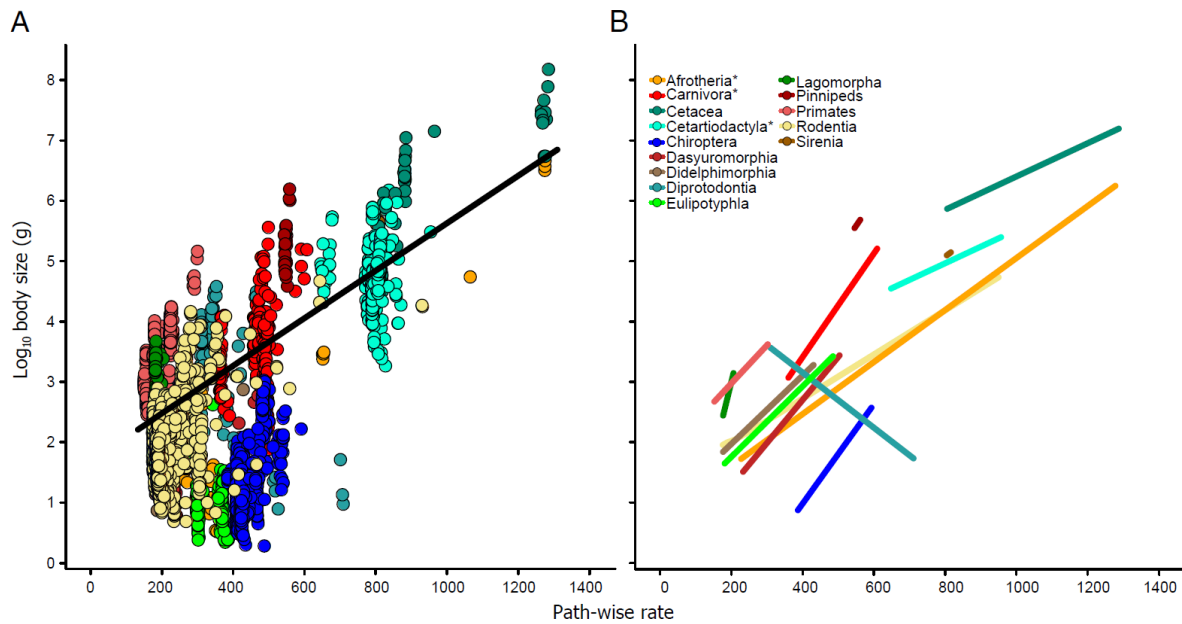 A
B
Log₁₀ body size (g)
8
7
6
5
4
3
2
1
0
0 200 400 600 800 1000 1200 1400
Afrotheria*
Carnivora*
Cetacea
Cetartiodactyla*
Chiroptera
Dasyuromorphia
Didelphimorphia
Diprotodontia
Eulipotyphla
Lagomorpha
Pinnipeds
Primates
Rodentia
Sirenia
0 200 400 600 800 1000 1200 1400
Path-wise rate